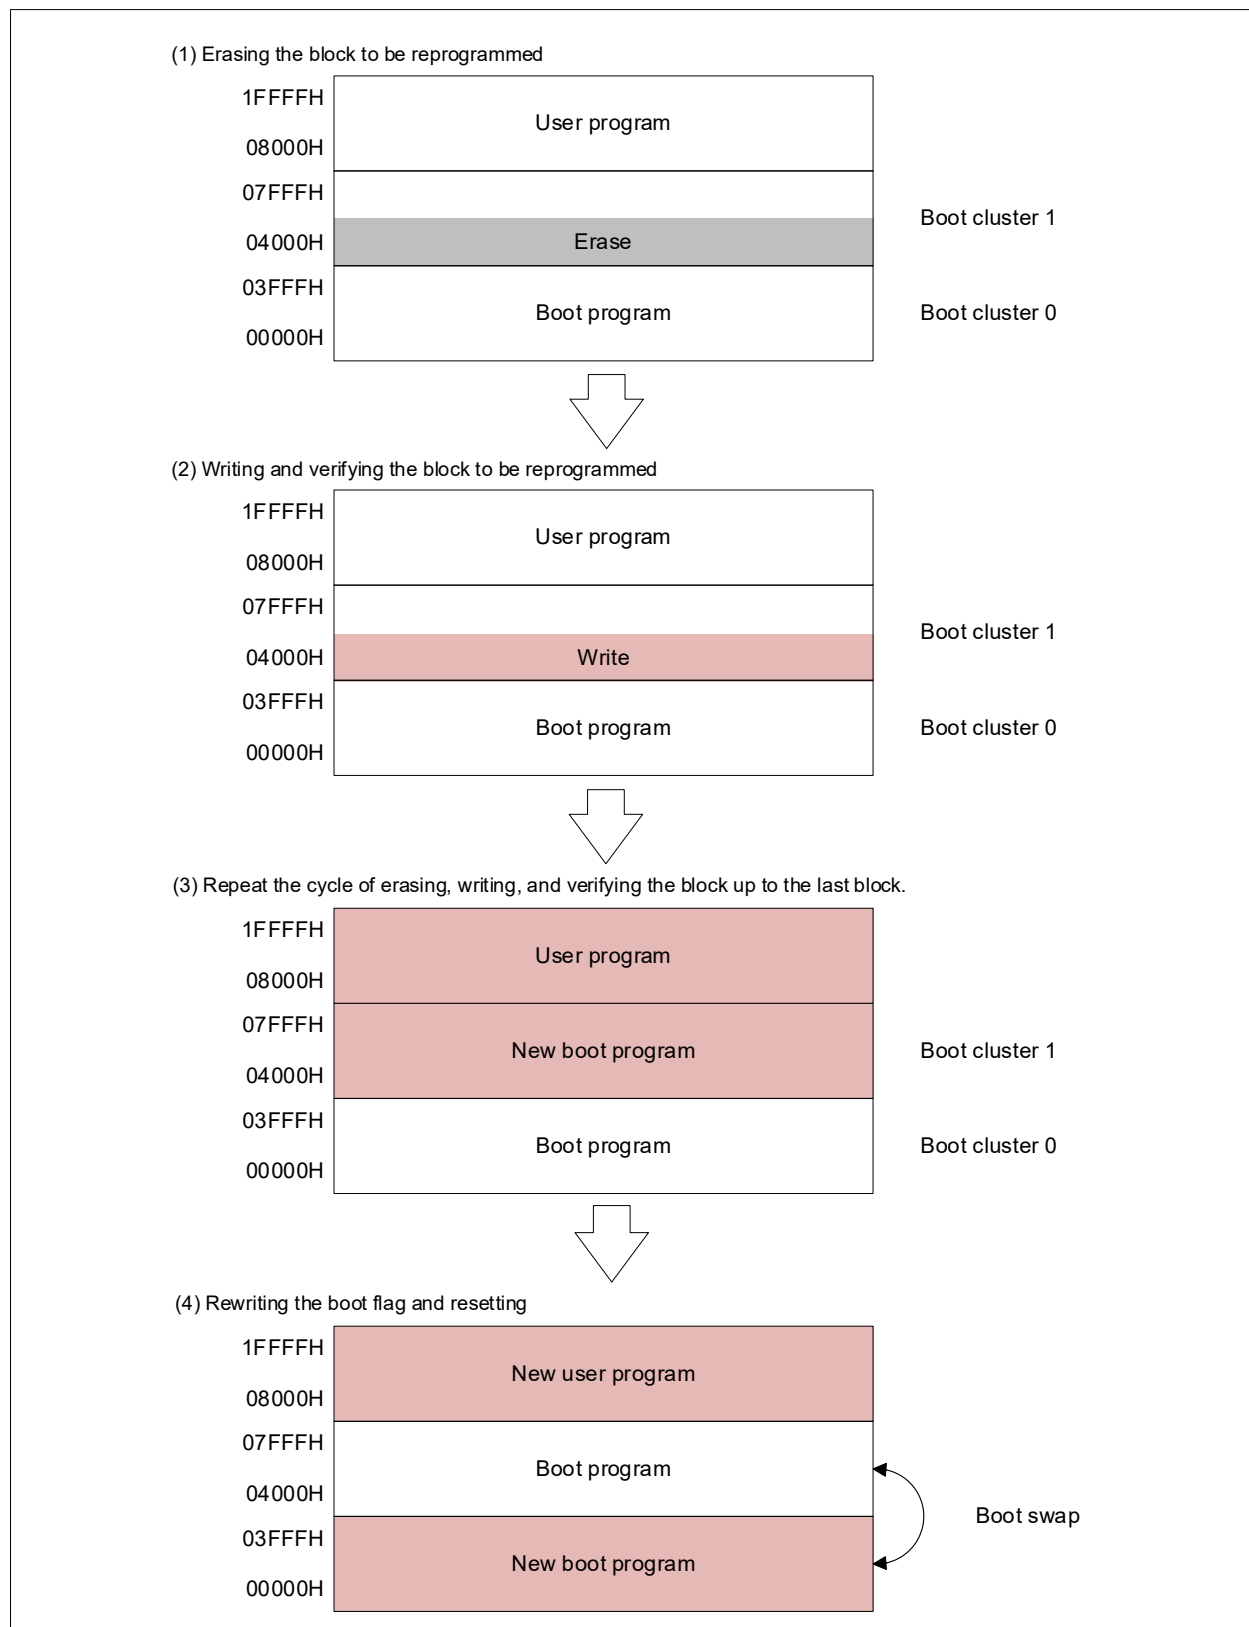 (1) Erasing the block to be reprogrammed
1FFFFH
User program
08000H
07FFFH
Boot cluster 1
04000H
Erase
03FFFH
Boot program
Boot cluster 0
00000H
(2) Writing and verifying the block to be reprogrammed
1FFFFH
User program
08000H
07FFFH
Boot cluster 1
04000H
Write
03FFFH
Boot program
Boot cluster 0
00000H
(3) Repeat the cycle of erasing, writing, and verifying the block up to the last block.
1FFFFH
User program
08000H
07FFFH
New boot program
Boot cluster 1
04000H
03FFFH
Boot program
Boot cluster 0
00000H
(4) Rewriting the boot flag and resetting
1FFFFH
New user program
08000H
07FFFH
Boot program
04000H
Boot swap
03FFFH
New boot program
00000H